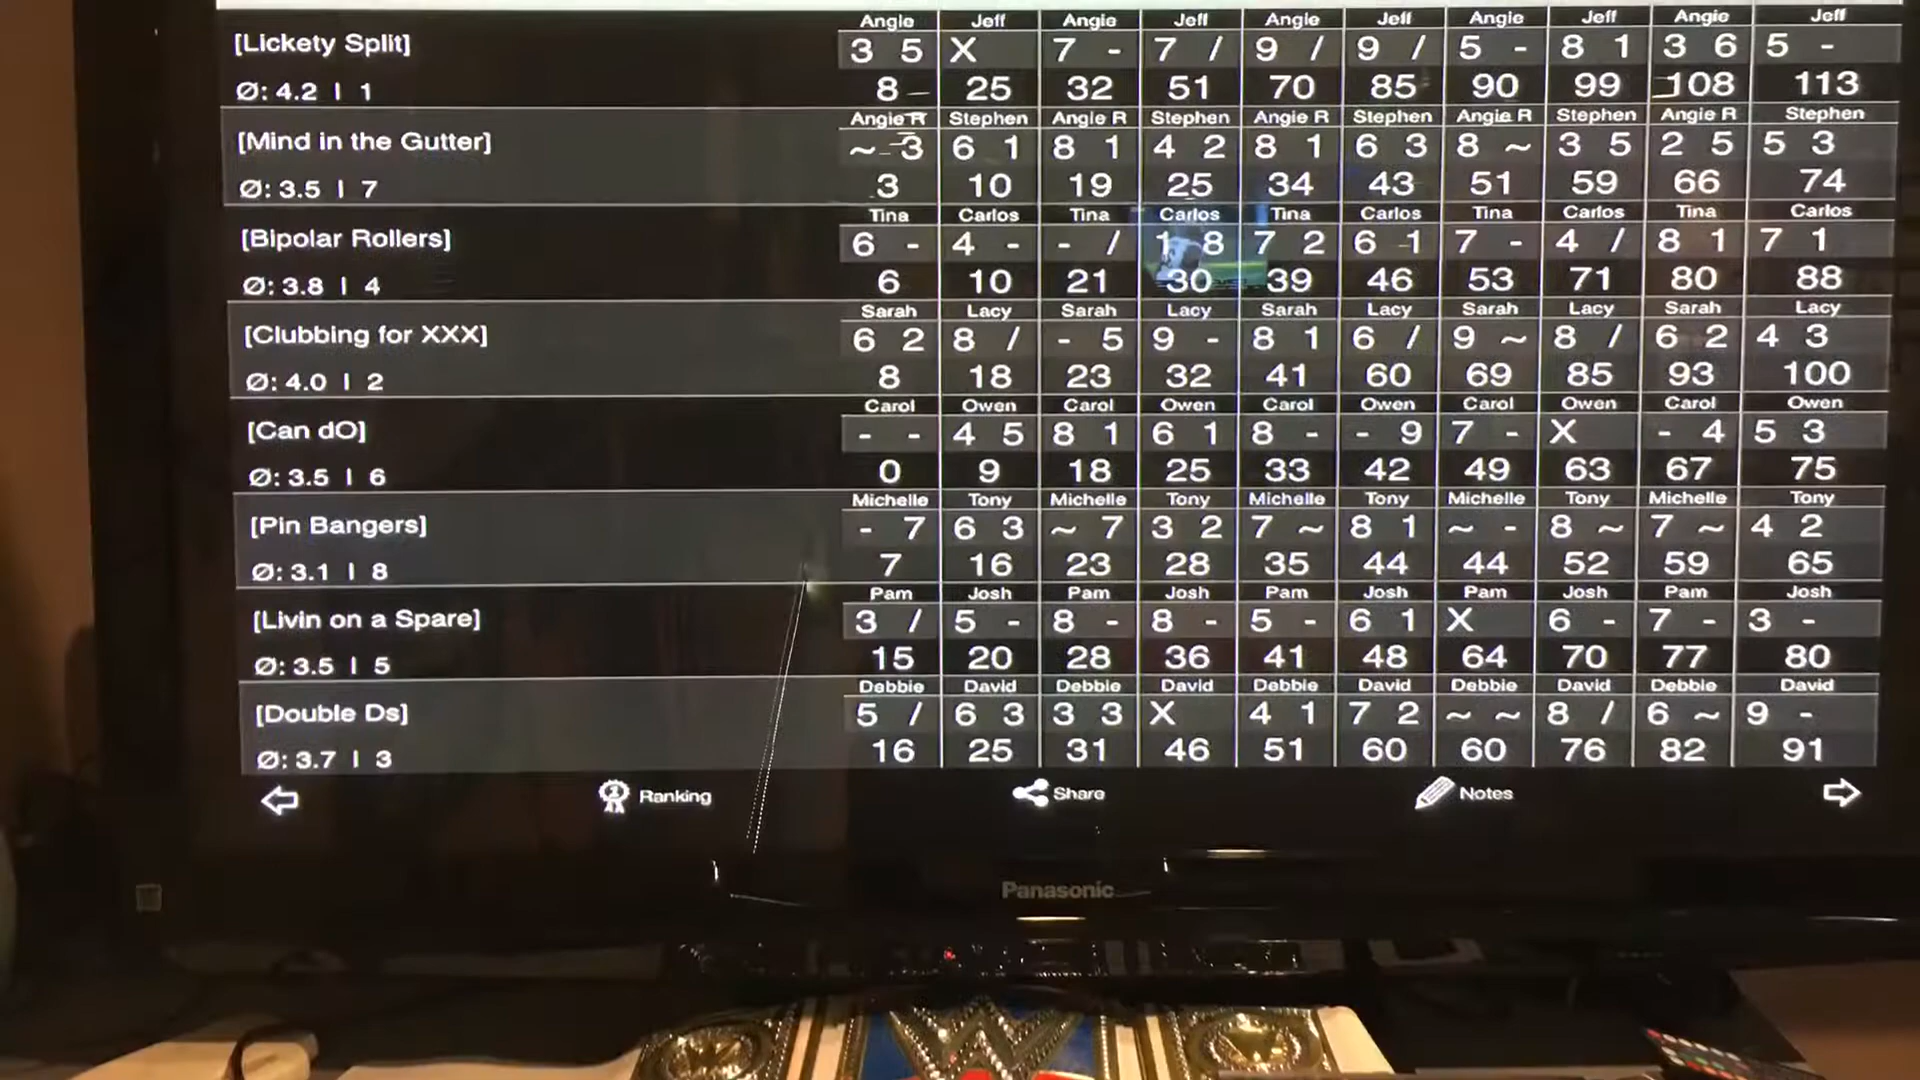 Angie Jeff Angie Jeff Angie Jeff Angie Jeff Angie Jeff
[Lickety Split] 3 5 X 7 - 7 / 9 / 9 / 5 - 8 1 3 6 5 -
Ø: 4.2 | 1 8 25 32 51 70 85 90 99 108 113
Angie R Stephen Angie R Stephen Angie R Stephen Angie R Stephen Angie R Stephen
[Mind in the Gutter] ~ 3 6 1 8 1 4 2 8 1 6 3 8 ~ 3 5 2 5 5 3
Ø: 3.5 | 7 3 10 19 25 34 43 51 59 66 74
Tina Carlos Tina Carlos Tina Carlos Tina Carlos Tina Carlos
[Bipolar Rollers] 6 - 4 - - / 1 8 7 2 6 1 7 - 4 / 8 1 7 1
Ø: 3.8 | 4 6 10 21 30 39 46 53 71 80 88
Sarah Lacy Sarah Lacy Sarah Lacy Sarah Lacy Sarah Lacy
[Clubbing for XXX] 6 2 8 / - 5 9 - 8 1 6 / 9 ~ 8 / 6 2 4 3
Ø: 4.0 | 2 8 18 23 32 41 60 69 85 93 100
Carol Owen Carol Owen Carol Owen Carol Owen Carol Owen
[Can dO] - - 4 5 8 1 6 1 8 - - 9 7 - X - 4 5 3
Ø: 3.5 | 6 0 9 18 25 33 42 49 63 67 75
Michelle Tony Michelle Tony Michelle Tony Michelle Tony Michelle Tony
[Pin Bangers] - 7 6 3 ~ 7 3 2 7 ~ 8 1 ~ - 8 ~ 7 ~ 4 2
Ø: 3.1 | 8 7 16 23 28 35 44 44 52 59 65
Pam Josh Pam Josh Pam Josh Pam Josh Pam Josh
[Livin on a Spare] 3 / 5 - 8 - 8 - 5 - 6 1 X 6 - 7 - 3 -
Ø: 3.5 | 5 15 20 28 36 41 48 64 70 77 80
Debbie David Debbie David Debbie David Debbie David Debbie David
[Double Ds] 5 / 6 3 3 3 X 4 1 7 2 ~ ~ 8 / 6 ~ 9 -
Ø: 3.7 | 3 16 25 31 46 51 60 60 76 82 91
Ranking Share Notes
Panasonic
W